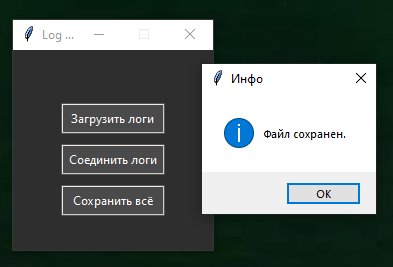 Log ...
Загрузить логи
Соединить логи
Сохранить всё
Инфо
Файл сохранен.
OK